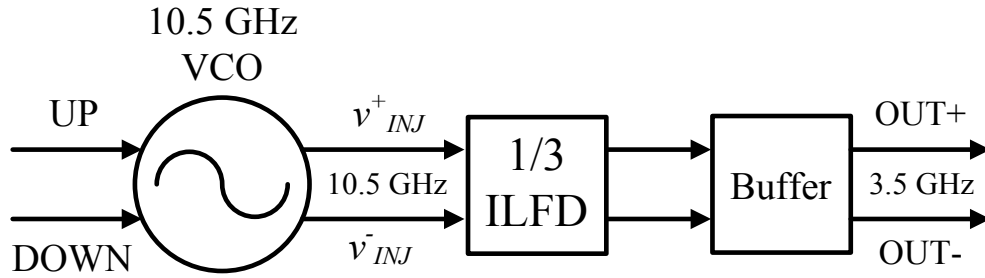 10.5 GHz
VCO
UP
DOWN
v⁺INJ
10.5 GHz
v⁻INJ
1/3
ILFD
Buffer
OUT+
3.5 GHz
OUT-